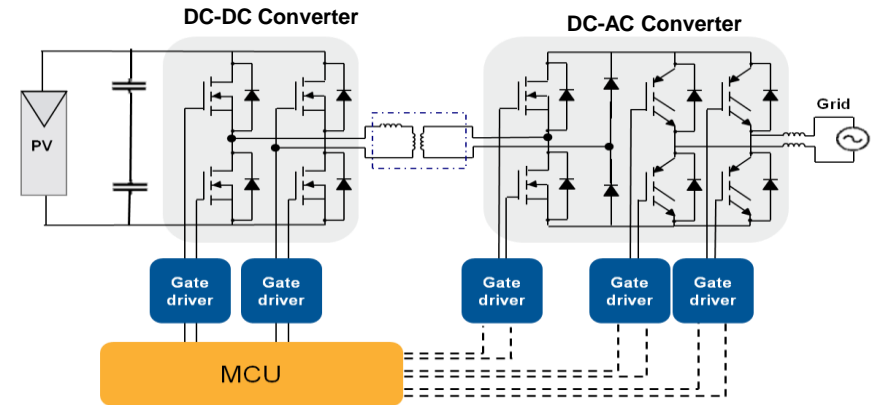 DC-DC Converter
DC-AC Converter
PV
Grid
Gate
driver
Gate
driver
Gate
driver
Gate
driver
Gate
driver
MCU